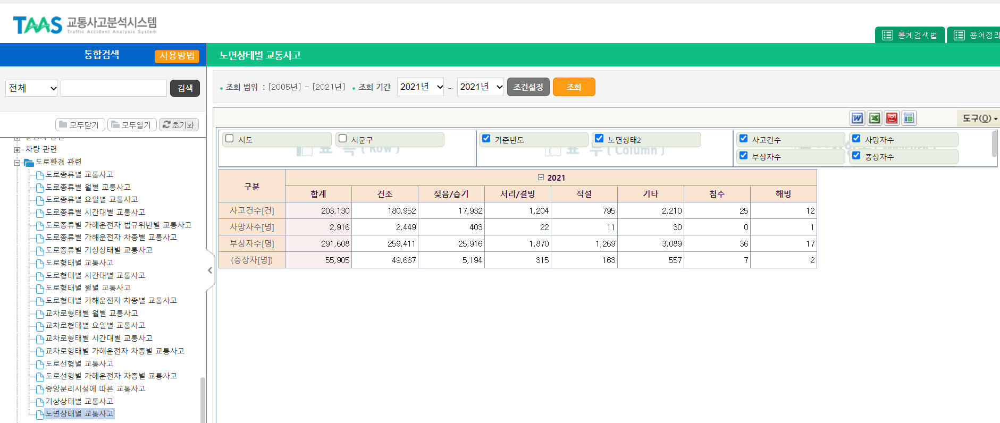 TAAS 교통사고분석시스템
Traffic Accident Analysis System
통계검색법
용어정리
통합검색 사용방법
노면상태별 교통사고
전체 검색
조회 범위 : [2005년] - [2021년] 조회 기간 2021년 ~ 2021년 조건설정 조회
모두닫기 모두열기 초기화
도구(O)
차량 관련
도로환경 관련
도로종류별 교통사고
도로종류별 월별 교통사고
도로종류별 요일별 교통사고
도로종류별 시간대별 교통사고
도로종류별 가해운전자 법규위반별 교통사고
도로종류별 가해운전자 차종별 교통사고
도로종류별 기상상태별 교통사고
도로형태별 교통사고
도로형태별 시간대별 교통사고
도로형태별 월별 교통사고
도로형태별 가해운전자 차종별 교통사고
교차로형태별 월별 교통사고
교차로형태별 요일별 교통사고
교차로형태별 시간대별 교통사고
교차로형태별 가해운전자 차종별 교통사고
도로선형별 교통사고
도로선형별 가해운전자 차종별 교통사고
중앙분리시설에 따른 교통사고
기상상태별 교통사고
노면상태별 교통사고
시도 시군구 기준년도 노면상태2 사고건수 사망자수
(Row) (Column)
부상자수 중상자수
구분 2021
합계 건조 젖음/습기 서리/결빙 적설 기타 침수 해빙
사고건수[건] 203,130 180,952 17,932 1,204 795 2,210 25 12
사망자수[명] 2,916 2,449 403 22 11 30 0 1
부상자수[명] 291,608 259,411 25,916 1,870 1,269 3,089 36 17
(중상자[명]) 55,905 49,667 5,194 315 163 557 7 2